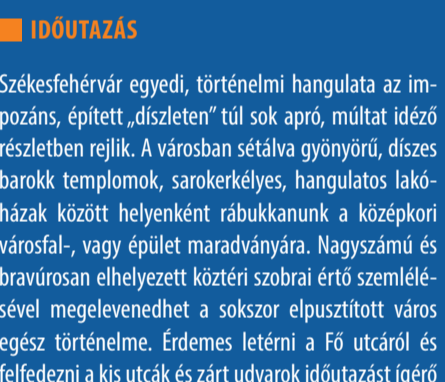 IDŐUTAZÁS
Székesfehérvár egyedi, történelmi hangulata az im-
pozáns, épített „díszleten” túl sok apró, múltat idéző
részletben rejlik. A városban sétálva gyönyörű, díszes
barokk templomok, sarokerkélyes, hangulatos lakó-
házak között helyenként rábukkanunk a középkori
városfal-, vagy épület maradványára. Nagyszámú és
bravúrosan elhelyezett köztéri szobrai értő szemlélé-
sével megelevenedhet a sokszor elpusztított város
egész történelme. Érdemes letérni a Fő utcáról és
felfedezni a kis utcák és zárt udvarok időutazást ígérő